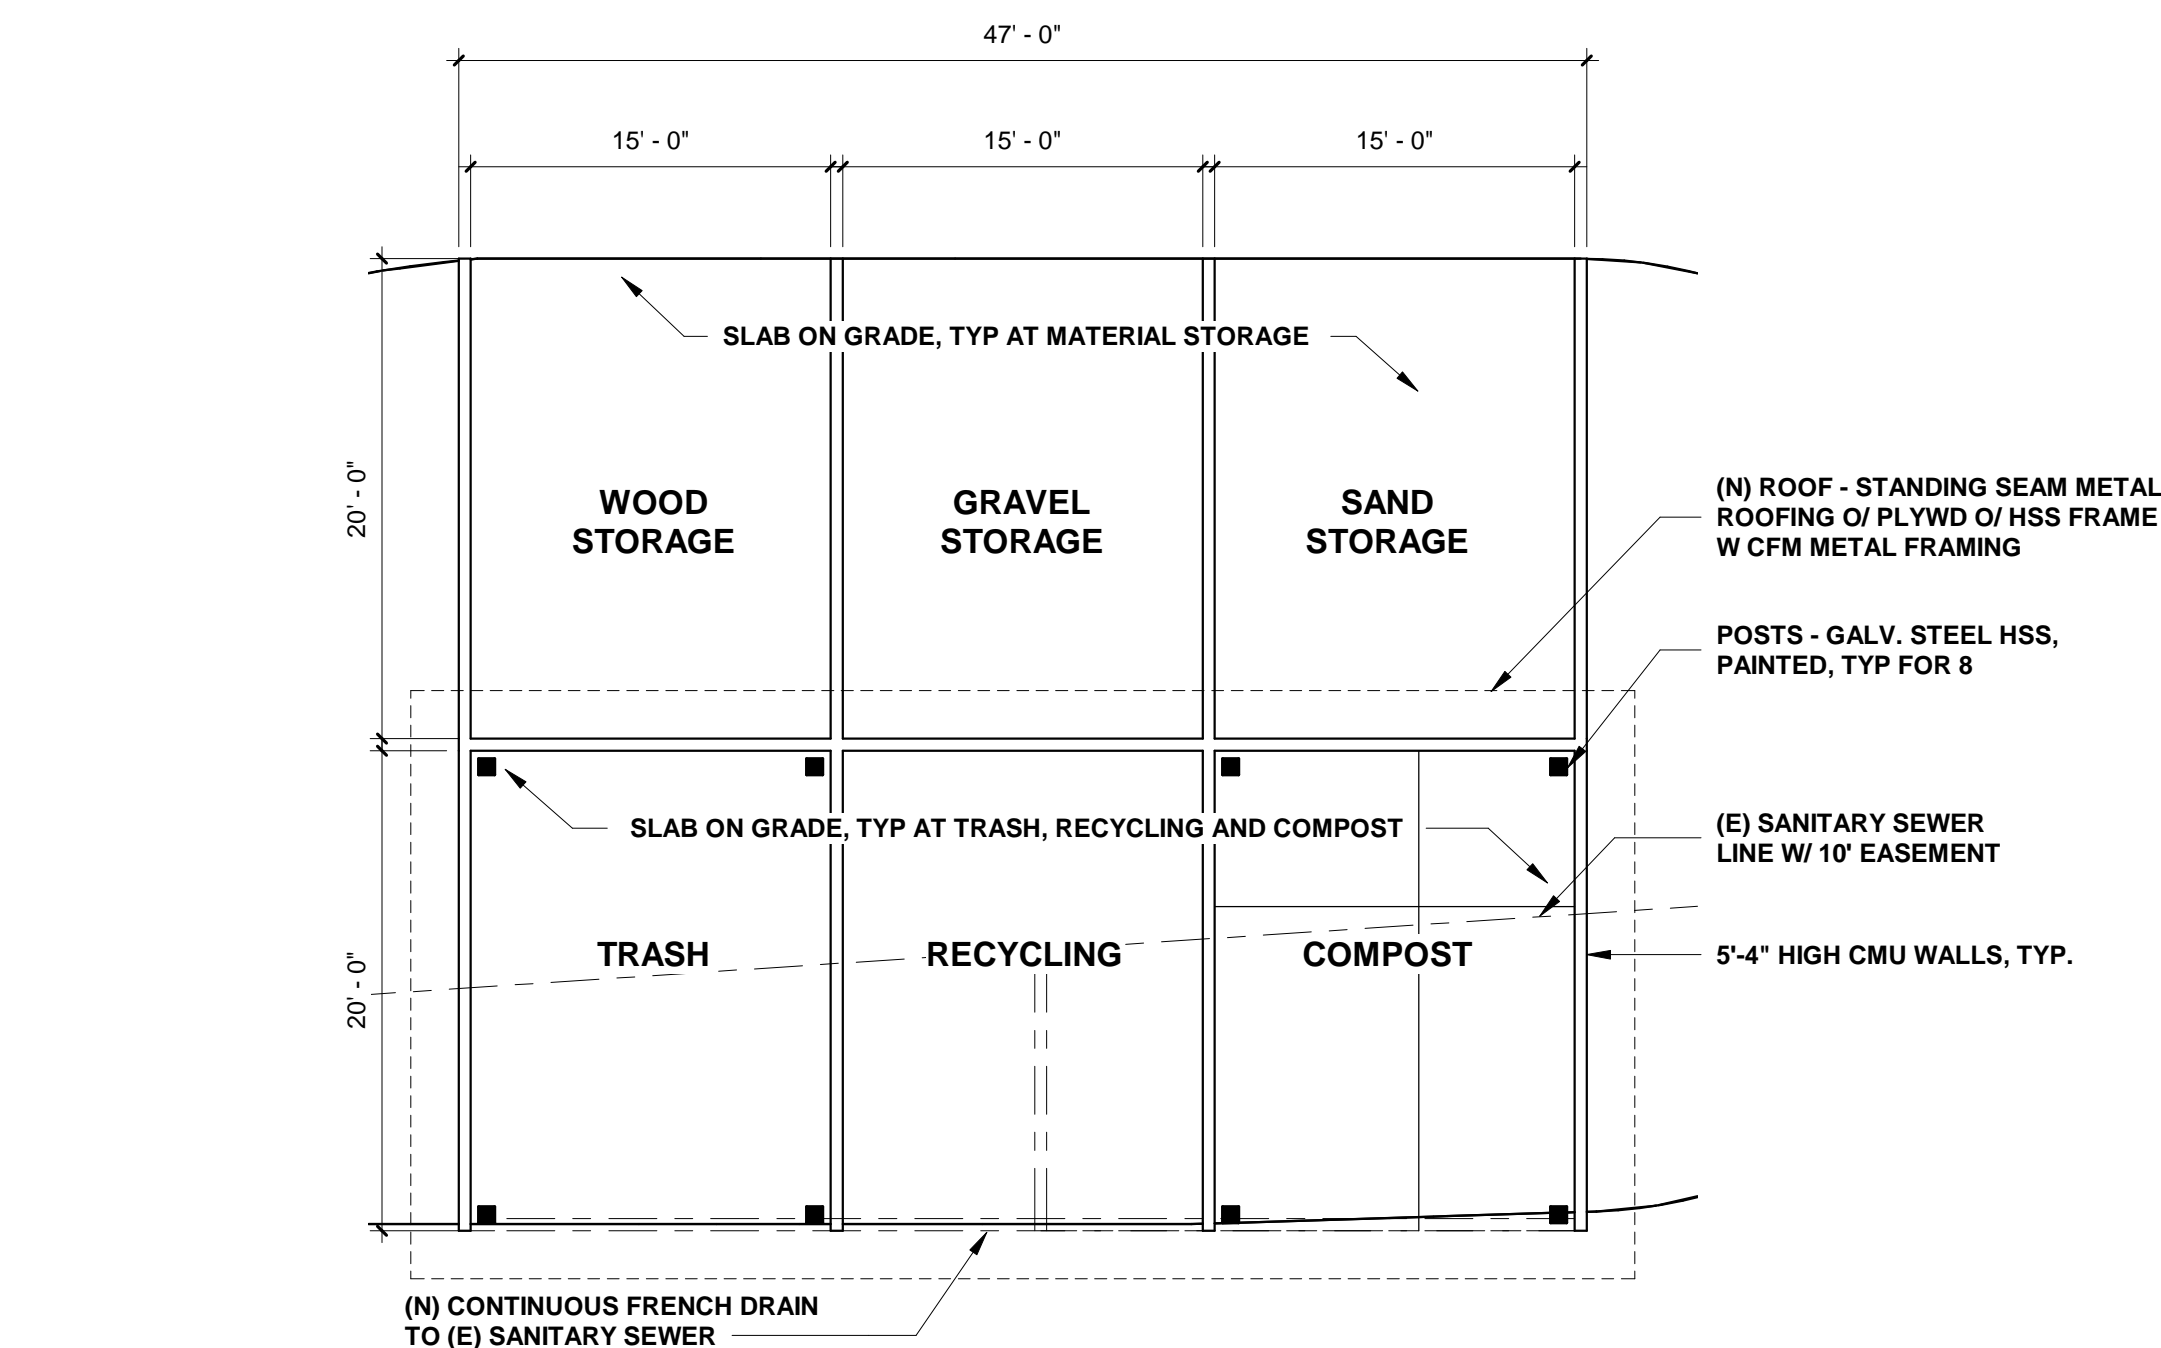 47' - 0"
15' - 0"
15' - 0"
15' - 0"
SLAB ON GRADE, TYP AT MATERIAL STORAGE
20' - 0"
WOOD
STORAGE
GRAVEL
STORAGE
SAND
STORAGE
(N) ROOF - STANDING SEAM METAL
ROOFING O/ PLYWD O/ HSS FRAME
W CFM METAL FRAMING
POSTS - GALV. STEEL HSS,
PAINTED, TYP FOR 8
SLAB ON GRADE, TYP AT TRASH, RECYCLING AND COMPOST
(E) SANITARY SEWER
LINE W/ 10' EASEMENT
20' - 0"
TRASH
RECYCLING
COMPOST
5'-4" HIGH CMU WALLS, TYP.
(N) CONTINUOUS FRENCH DRAIN
TO (E) SANITARY SEWER